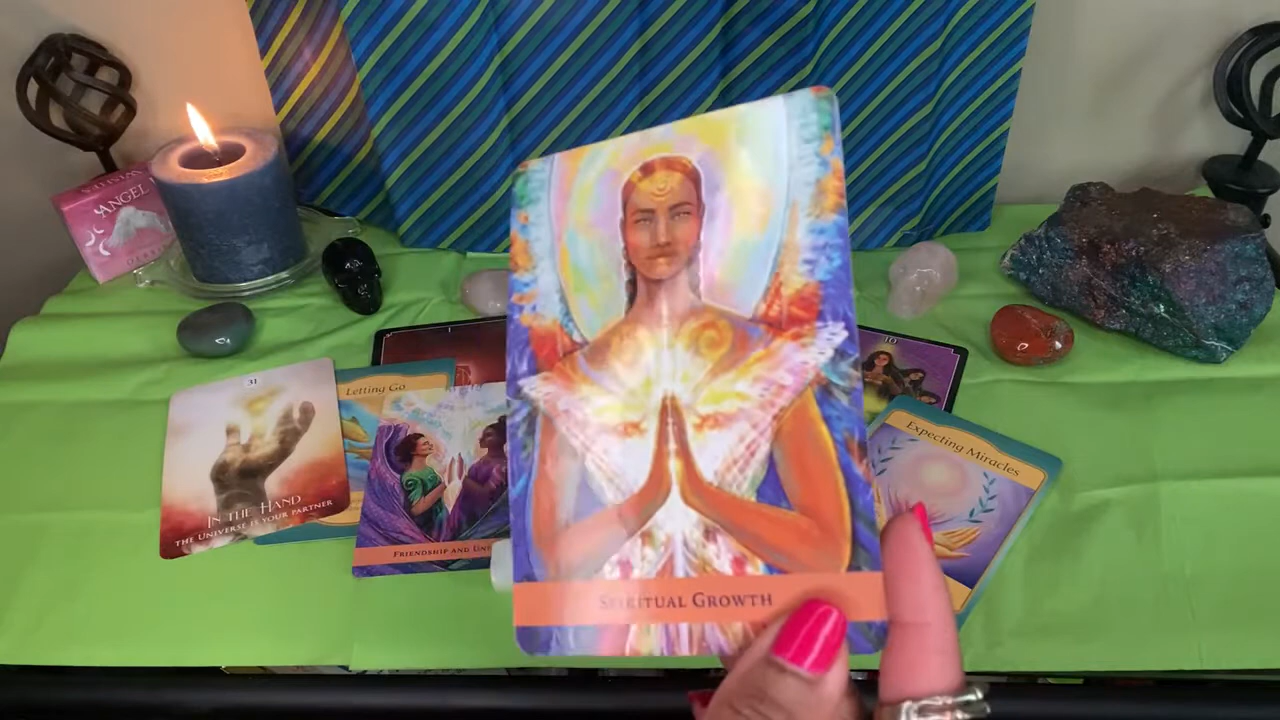 ANGEL
31
IN THE HAND
THE UNIVERSE IS YOUR PARTNER
Letting Go
FRIENDSHIP AND
SPIRITUAL GROWTH
10
Expecting Miracles